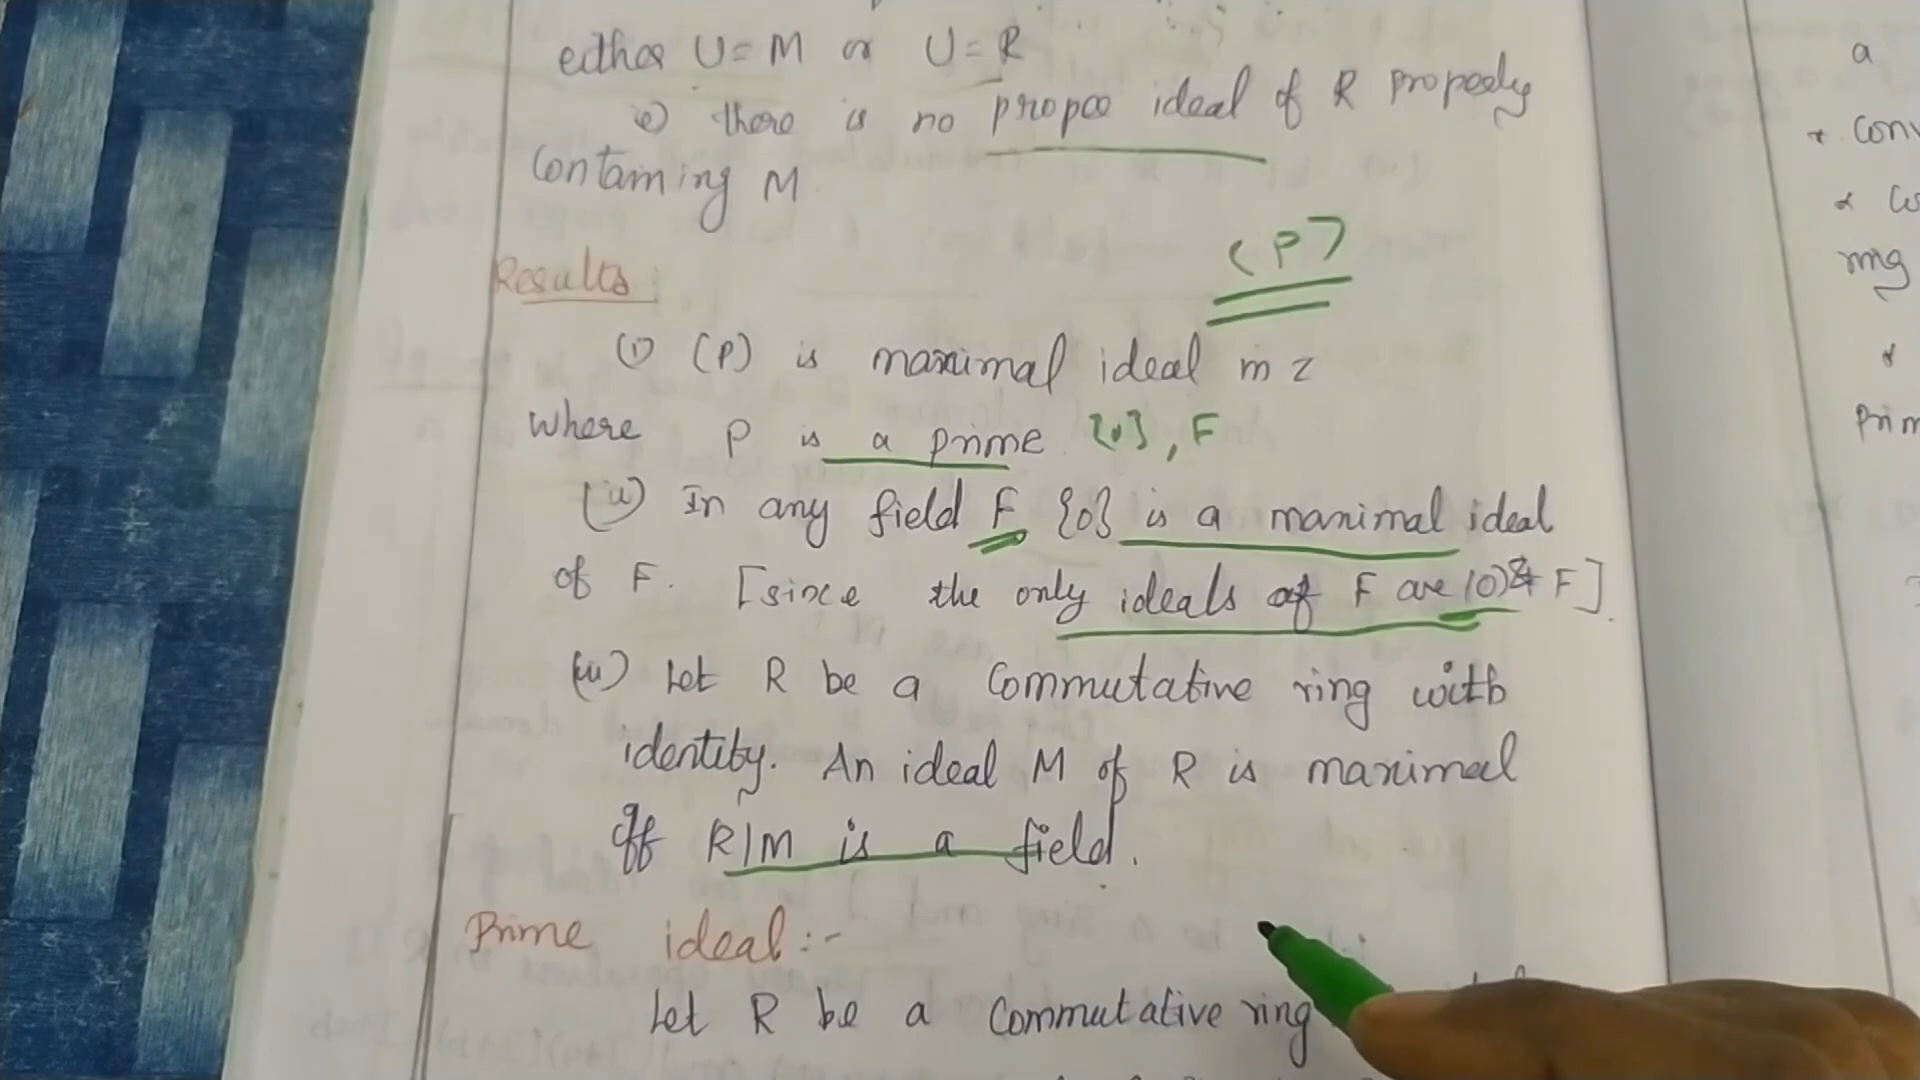 either U = M or U = R
ie) there is no proper ideal of R properly
containing M
Results:
(P)
(i) (P) is maximal ideal in Z
where P is a prime. {0}, F
(ii) In any field F {0} is a maximal ideal
of F. [since the only ideals of F are (0) & F].
(iii) Let R be a commutative ring with
identity. An ideal M of R is maximal
iff R|M is a field.
Prime ideal:-
Let R be a commutative ring
a
* Conv
ring
Prim